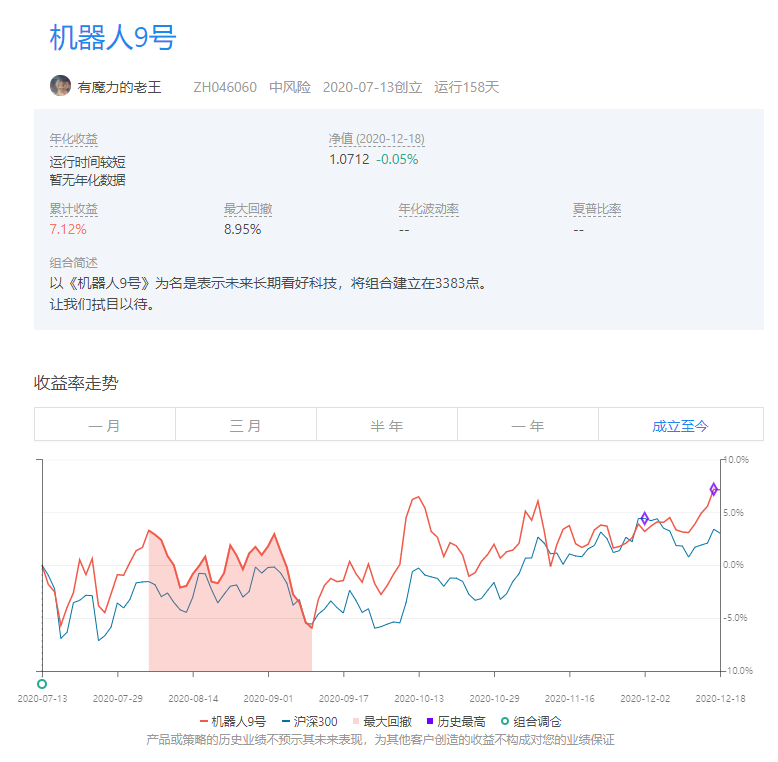 机器人9号
有魔力的老王 ZH046060 中风险 2020-07-13创立 运行158天
年化收益 净值 (2020-12-18)
运行时间较短 1.0712 -0.05%
暂无年化数据
累计收益 最大回撤 年化波动率 夏普比率
7.12% 8.95% -- --
组合简述
以《机器人9号》为名是表示未来长期看好科技，将组合建立在3383点。
让我们拭目以待。
收益率走势
一月 三月 半年 一年 成立至今
10.0%
5.0%
0.0%
-5.0%
-10.0%
2020-07-13 2020-07-29 2020-08-14 2020-09-01 2020-09-17 2020-10-13 2020-10-29 2020-11-16 2020-12-02 2020-12-18
机器人9号 沪深300 最大回撤 历史最高 组合调仓
产品或策略的历史业绩不预示其未来表现，为其他客户创造的收益不构成对您的业绩保证